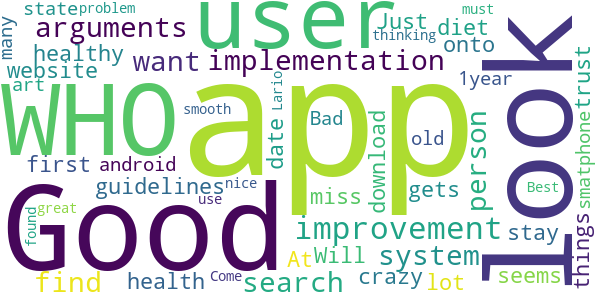 state problem
many arguments
user
Just diet
must
thinking
healthy
website
want implementation
onto
art
WHO
app
look
1year
trust
smatphone
things
smooth
date
Lario
Bad
download
old
person
first android
guidelines nice
miss
gets
Best
Good
found
great
use
improvement
stay
At Will system
seems
find
health Come search crazy lot